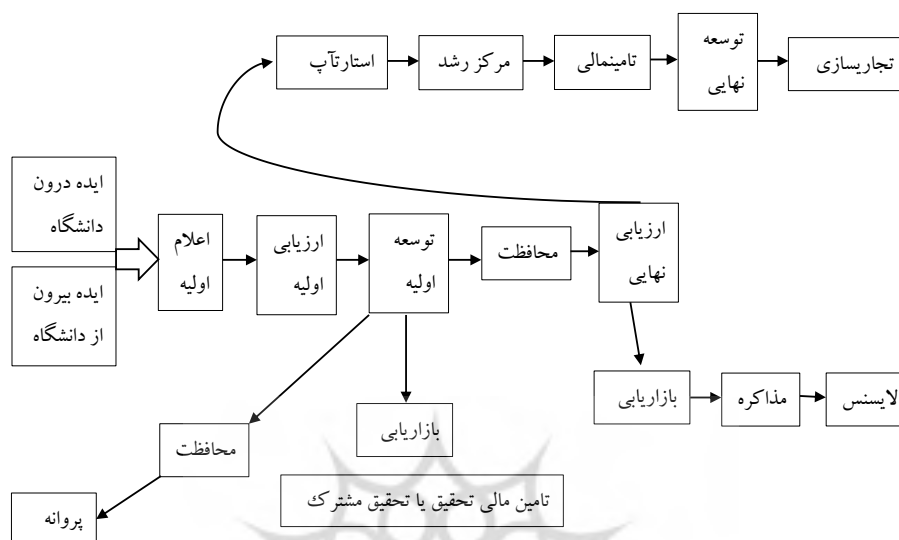 استارتآپ
مرکز رشد
تامینمالی
توسعه
نهایی
تجاریسازی
ایده درون
دانشگاه
ایده بیرون
از دانشگاه
اعلام
اولیه
ارزیابی
اولیه
توسعه
اولیه
محافظت
ارزیابی
نهایی
بازاریابی
مذاکره
لایسنس
بازاریابی
محافظت
پروانه
تامین مالی تحقیق یا تحقیق مشترک